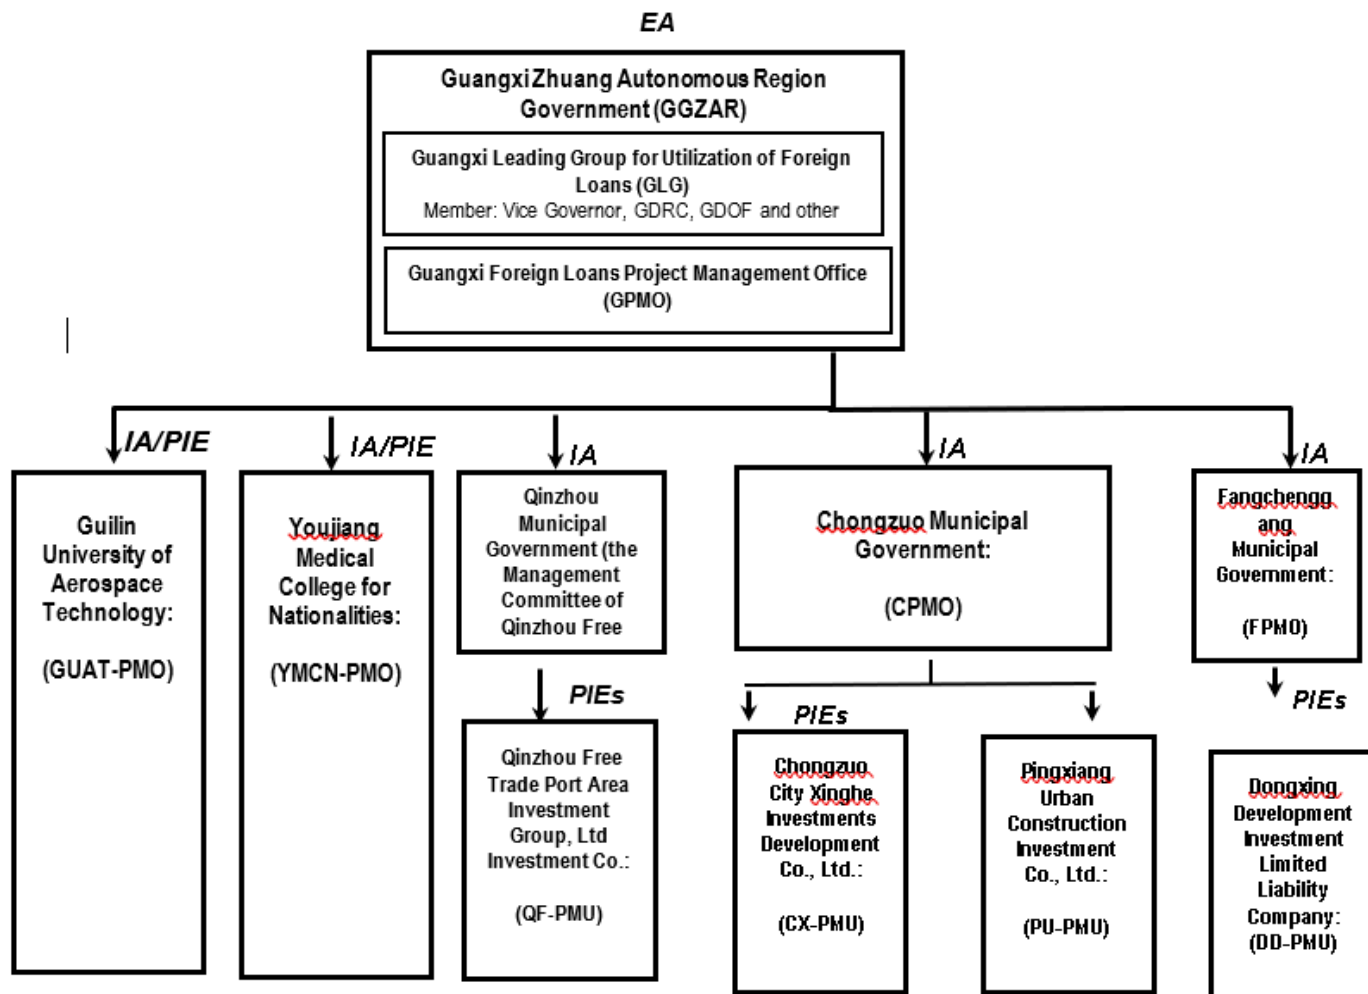 EA
Guangxi Zhuang Autonomous Region
Government (GGZAR)
Guangxi Leading Group for Utilization of Foreign
Loans (GLG)
Member: Vice Governor, GDRC, GDOF and other
Guangxi Foreign Loans Project Management Office
(GPMO)
IA/PIE
Guilin
University of
Aerospace
Technology:
(GUAT-PMO)
IA/PIE
Youjiang
Medical
College for
Nationalities:
(YMCN-PMO)
IA
Qinzhou
Municipal
Government (the
Management
Committee of
Qinzhou Free
PIEs
Qinzhou Free
Trade Port Area
Investment
Group, Ltd
Investment Co.:
(QF-PMU)
IA
Chongzuo Municipal
Government:
(CPMO)
PIEs
Chongzuo
City Xinghe
Investments
Development
Co., Ltd.:
(CX-PMU)
Pingxiang
Urban
Construction
Investment
Co., Ltd.:
(PU-PMU)
IA
Fangchengg
ang
Municipal
Government:
(FPMO)
PIEs
Dongxing
Development
Investment
Limited
Liability
Company:
(DD-PMU)